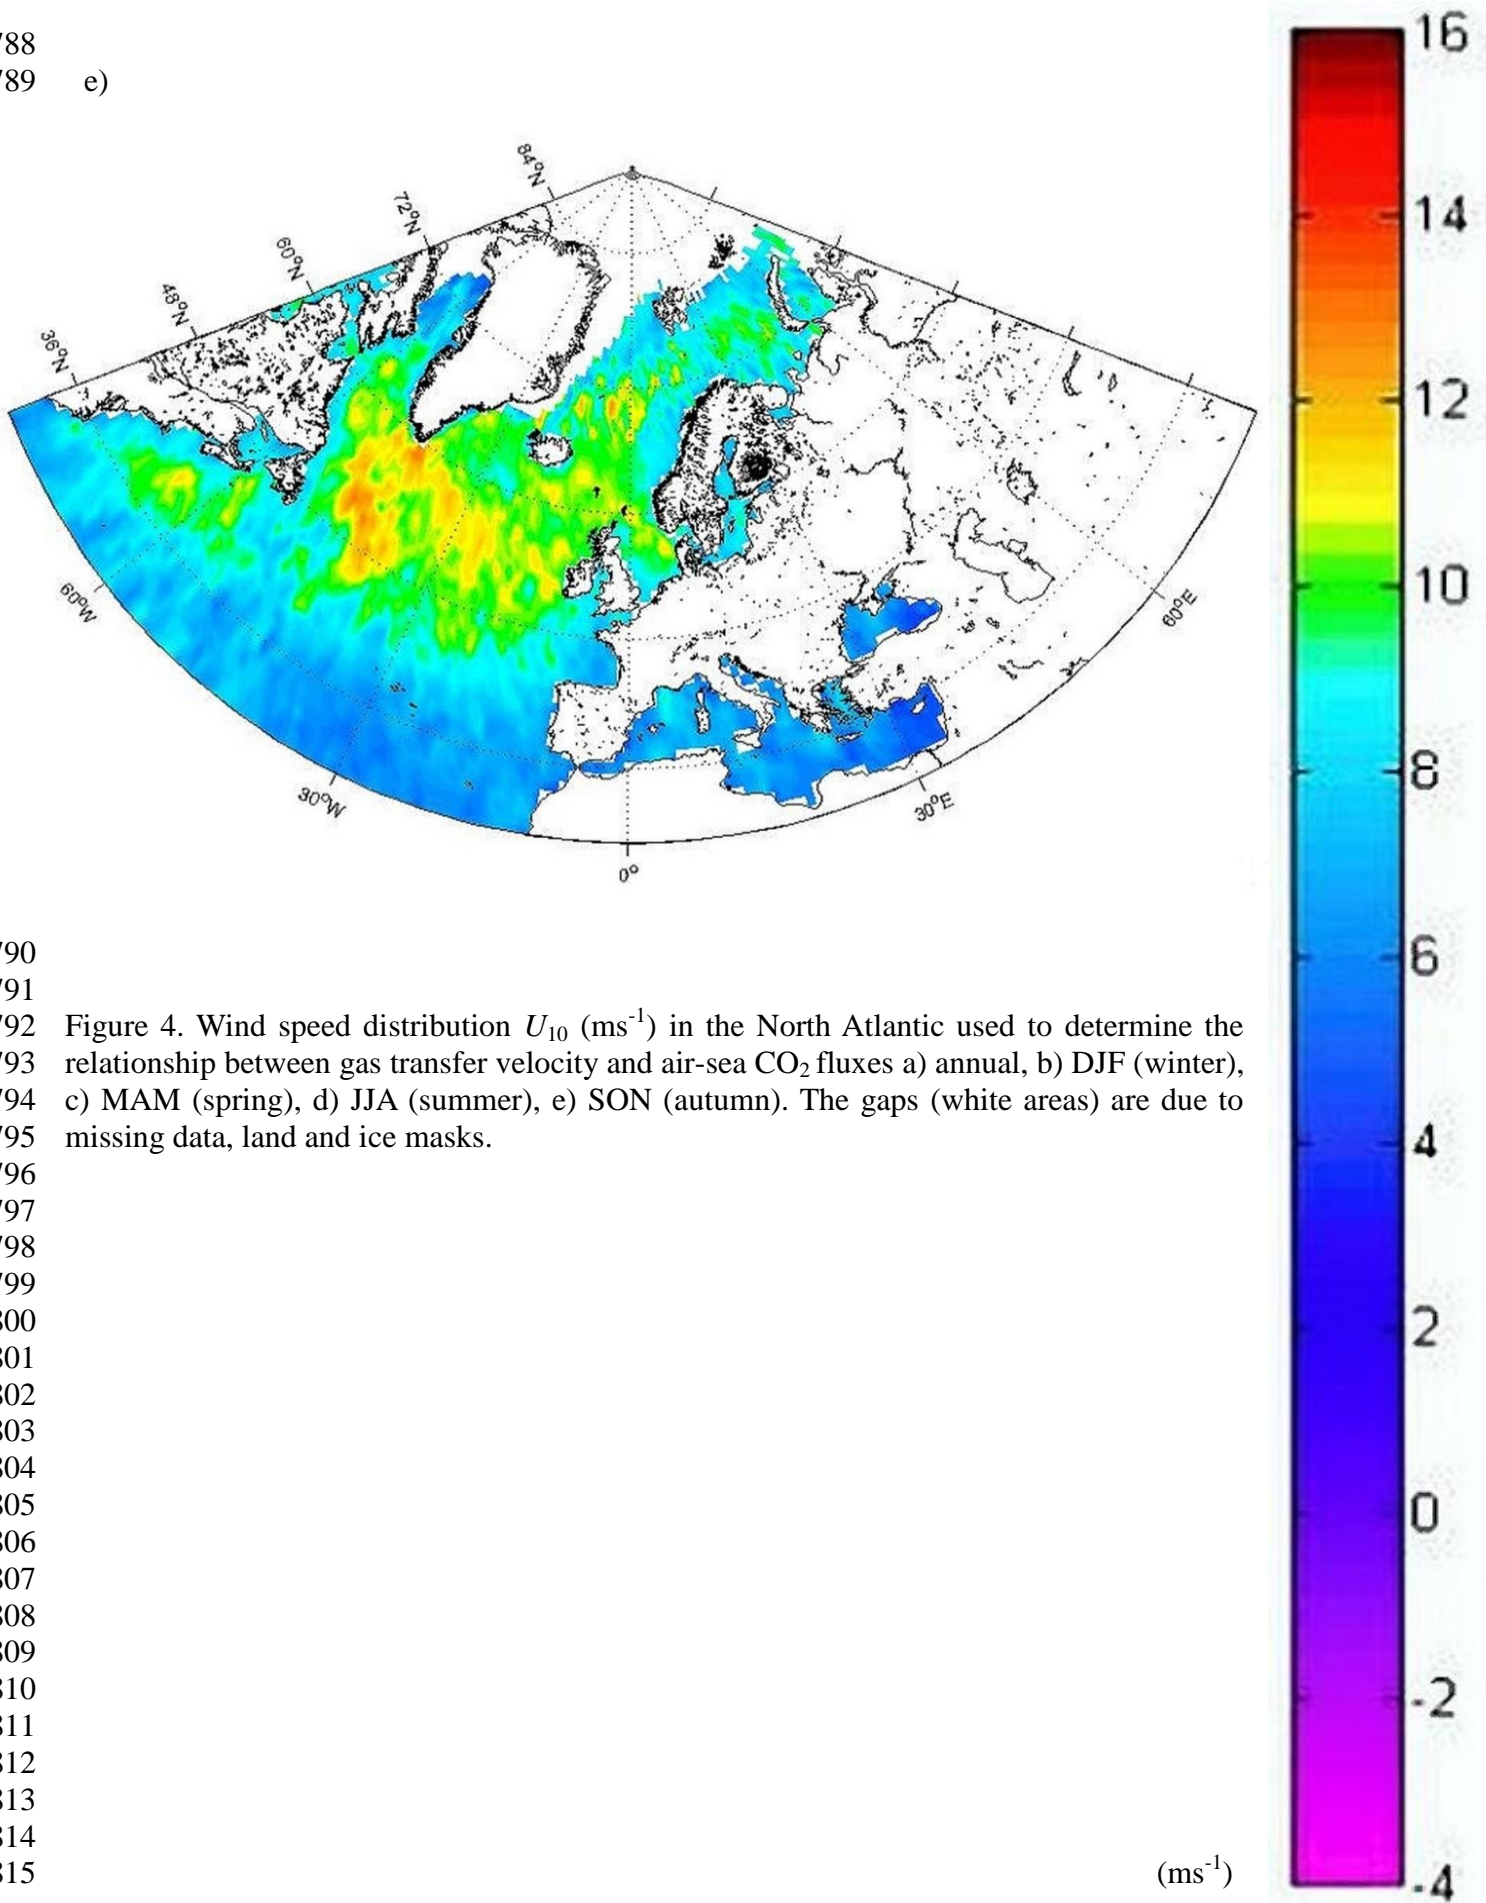 788
789 e)
84°N
72°N
60°N
48°N
36°N
60°W
30°W
0°
30°E
60°E
790
791
792 Figure 4. Wind speed distribution U10 (ms-1) in the North Atlantic used to determine the
793 relationship between gas transfer velocity and air-sea CO2 fluxes a) annual, b) DJF (winter),
794 c) MAM (spring), d) JJA (summer), e) SON (autumn). The gaps (white areas) are due to
795 missing data, land and ice masks.
796
797
798
799
800
801
802
803
804
805
806
807
808
809
810
811
812
813
814
815 (ms-1)
16
14
12
10
8
6
4
2
0
-2
-4